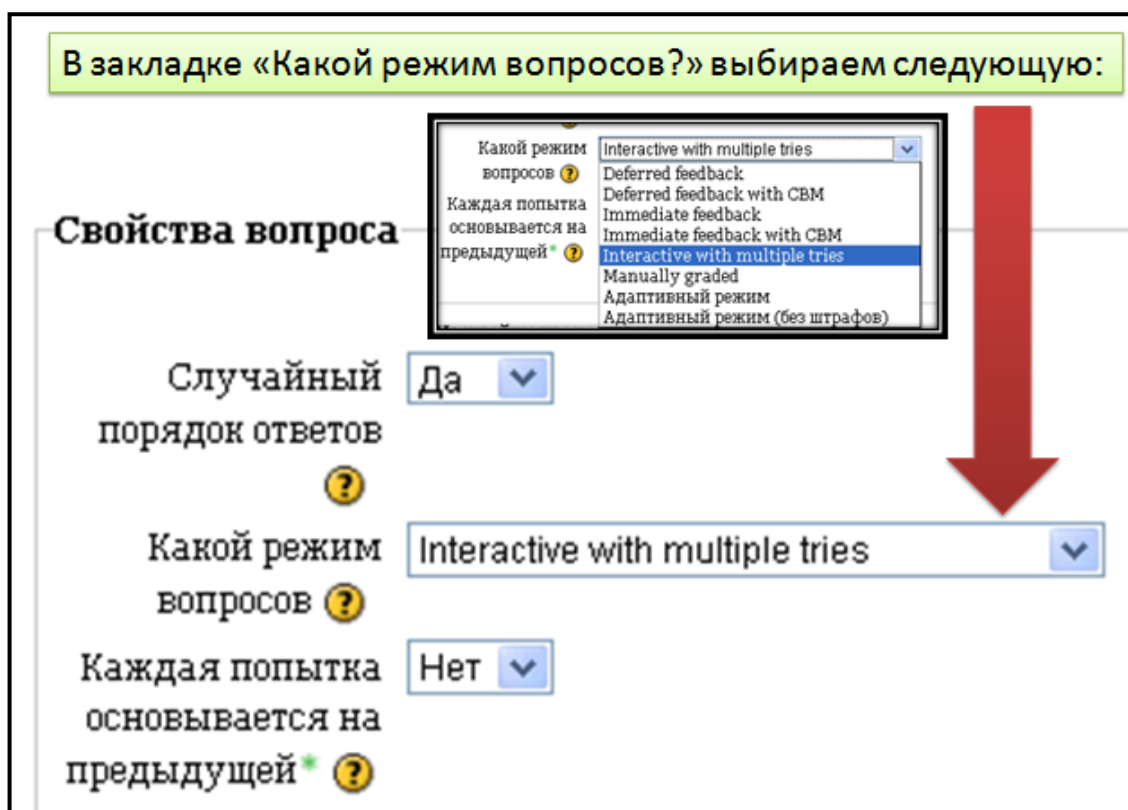 В закладке «Какой режим вопросов?» выбираем следующую:
Какой режим
вопросов
Interactive with multiple tries
Deferred feedback
Deferred feedback with CBM
Immediate feedback
Immediate feedback with CBM
Interactive with multiple tries
Manually graded
Адаптивный режим
Адаптивный режим (без штрафов)
Каждая попытка
основывается на
предыдущей*
Свойства вопроса
Случайный
порядок ответов
Да
Какой режим
вопросов
Interactive with multiple tries
Каждая попытка
основывается на
предыдущей*
Нет